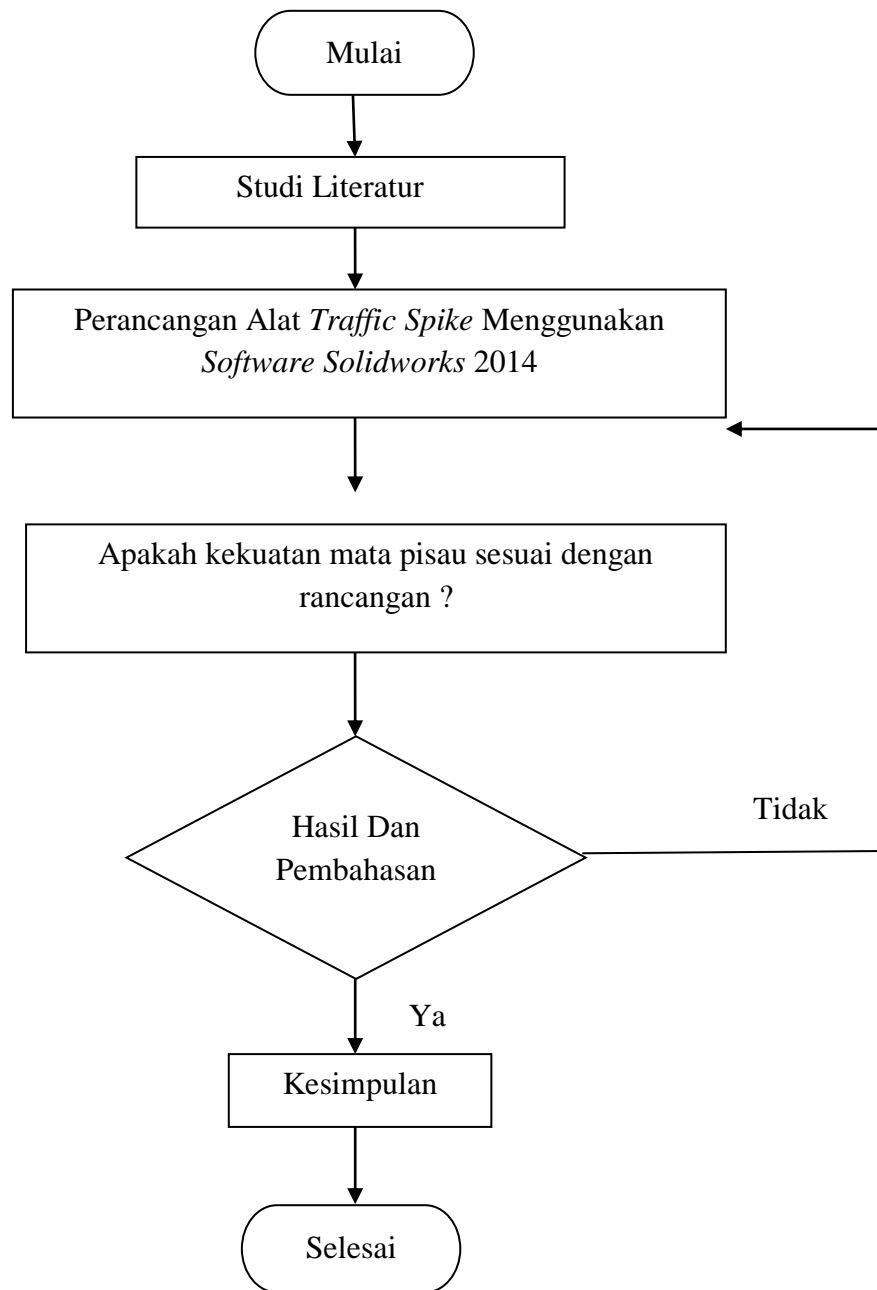 Mulai
Studi Literatur
Perancangan Alat Traffic Spike Menggunakan
Software Solidworks 2014
Apakah kekuatan mata pisau sesuai dengan
rancangan ?
Hasil Dan
Pembahasan
Tidak
Ya
Kesimpulan
Selesai